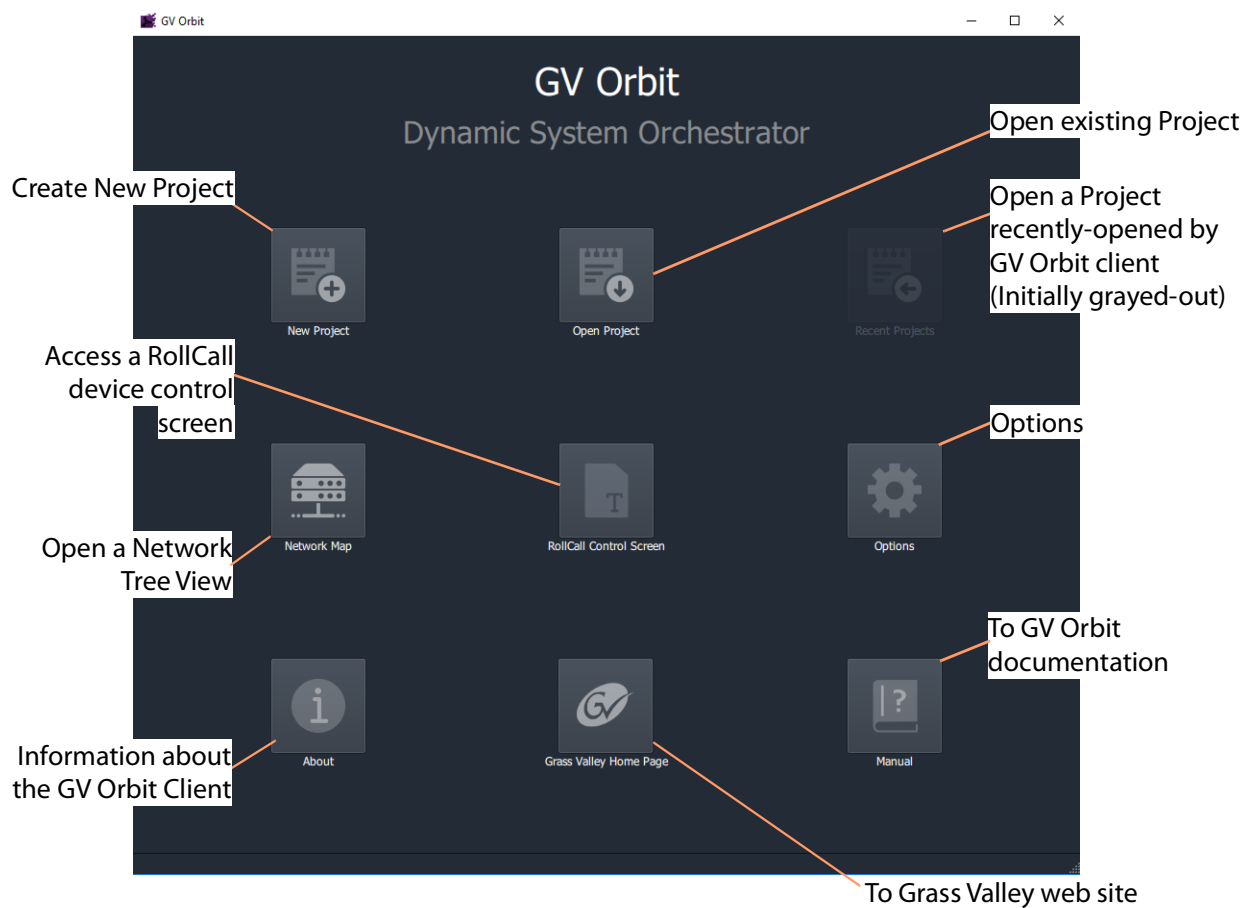 GV Orbit
GV Orbit
Dynamic System Orchestrator
Open existing Project
Create New Project
Open a Project
recently-opened by
GV Orbit client
(Initially grayed-out)
New Project
Open Project
Recent Projects
Access a RollCall
device control
screen
Options
T
Network Map
RollCall Control Screen
Options
Open a Network
Tree View
To GV Orbit
documentation
i
GV
?
About
Grass Valley Home Page
Manual
Information about
the GV Orbit Client
To Grass Valley web site